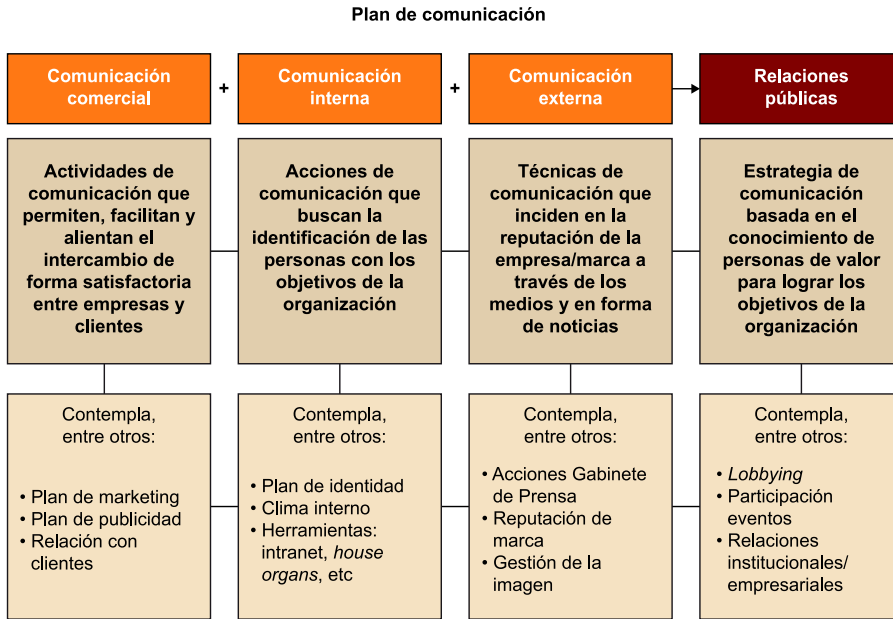 Plan de comunicación
Comunicación
comercial
+
Comunicación
interna
+
Comunicación
externa
Relaciones
públicas
Actividades de
comunicación que
permiten, facilitan y
alientan el
intercambio de
forma satisfactoria
entre empresas y
clientes
Acciones de
comunicación que
buscan la
identificación de las
personas con los
objetivos de la
organización
Técnicas de
comunicación que
inciden en la
reputación de la
empresa/marca a
través de los
medios y en forma
de noticias
Estrategia de
comunicación
basada en el
conocimiento de
personas de valor
para lograr los
objetivos de la
organización
Contempla,
entre otros:
• Plan de marketing
• Plan de publicidad
• Relación con
clientes
Contempla,
entre otros:
• Plan de identidad
• Clima interno
• Herramientas:
intranet, house
organs, etc
Contempla,
entre otros:
• Acciones Gabinete
de Prensa
• Reputación de
marca
• Gestión de la
imagen
Contempla,
entre otros:
• Lobbying
• Participación
eventos
• Relaciones
institucionales/
empresariales